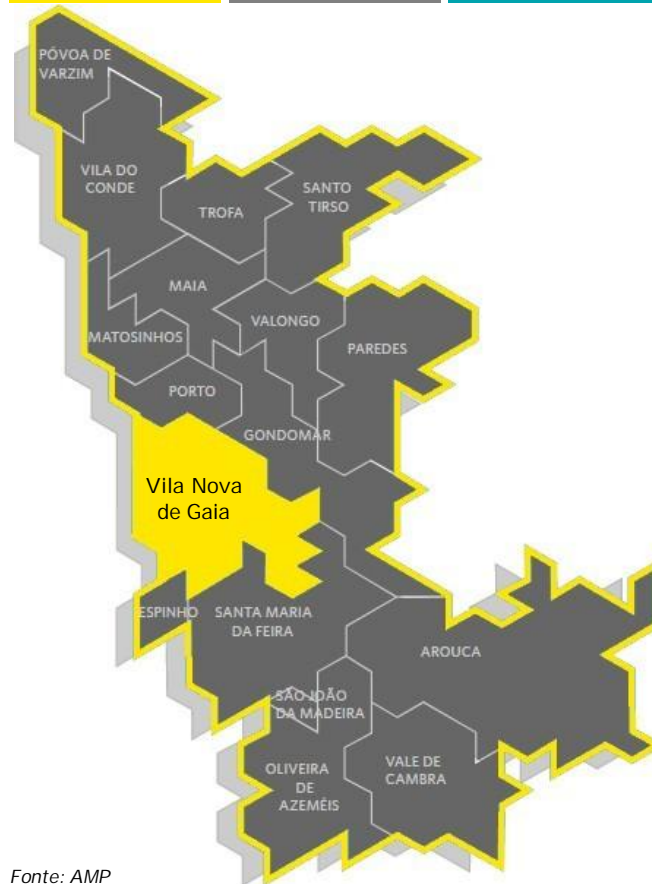 PÓVOA DE
VARZIM
VILA DO
CONDE
TROFA
SANTO
TIRSO
MAIA
MATOSINHOS
VALONGO
PAREDES
PORTO
GONDOMAR
Vila Nova
de Gaia
ESPINHO
SANTA MARIA
DA FEIRA
AROUCA
SÃO JOÃO
DA MADEIRA
OLIVEIRA
DE
AZEMÉIS
VALE DE
CAMBRA
Fonte: AMP